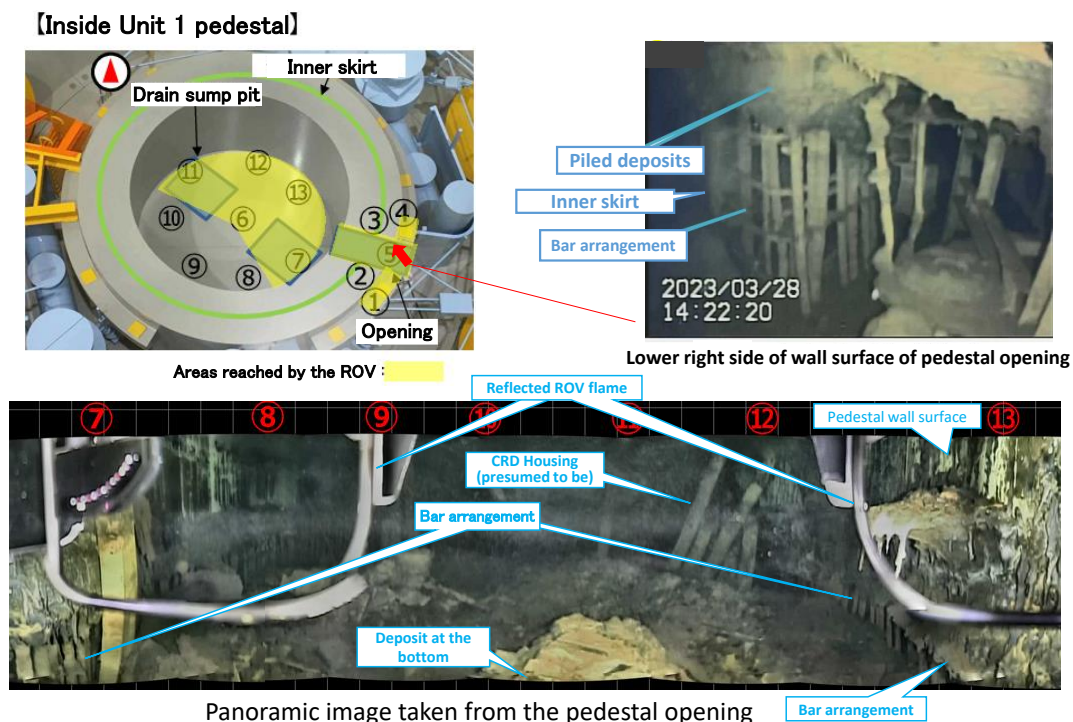 【Inside Unit 1 pedestal】
Inner skirt
Drain sump pit
⑪
⑫
⑬
⑩
⑥
③
④
⑨
⑧
⑦
⑤
②
①
Opening
Areas reached by the ROV :
Piled deposits
Inner skirt
Bar arrangement
2023/03/28
14:22:20
Lower right side of wall surface of pedestal opening
Reflected ROV flame
⑦
⑧
⑨
⑩
⑪
⑫
⑬
Pedestal wall surface
CRD Housing
(presumed to be)
Bar arrangement
Deposit at the
bottom
Bar arrangement
Panoramic image taken from the pedestal opening